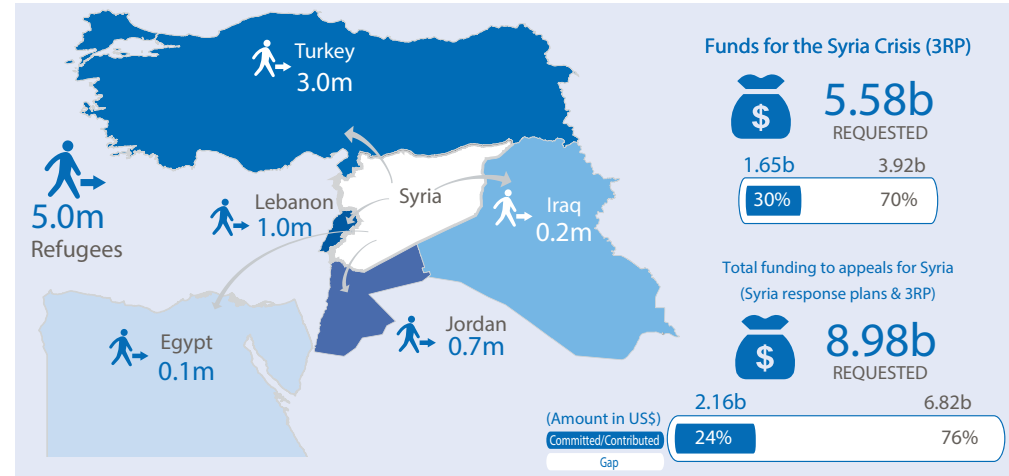 Turkey
3.0m
5.0m
Refugees
Lebanon
1.0m
Syria
Iraq
0.2m
Egypt
0.1m
Jordan
0.7m
Funds for the Syria Crisis (3RP)
$
5.58b
REQUESTED
1.65b 3.92b
30% 70%
Total funding to appeals for Syria
(Syria response plans & 3RP)
$
8.98b
REQUESTED
2.16b 6.82b
(Amount in US$)
Committed/Contributed
24% 76%
Gap